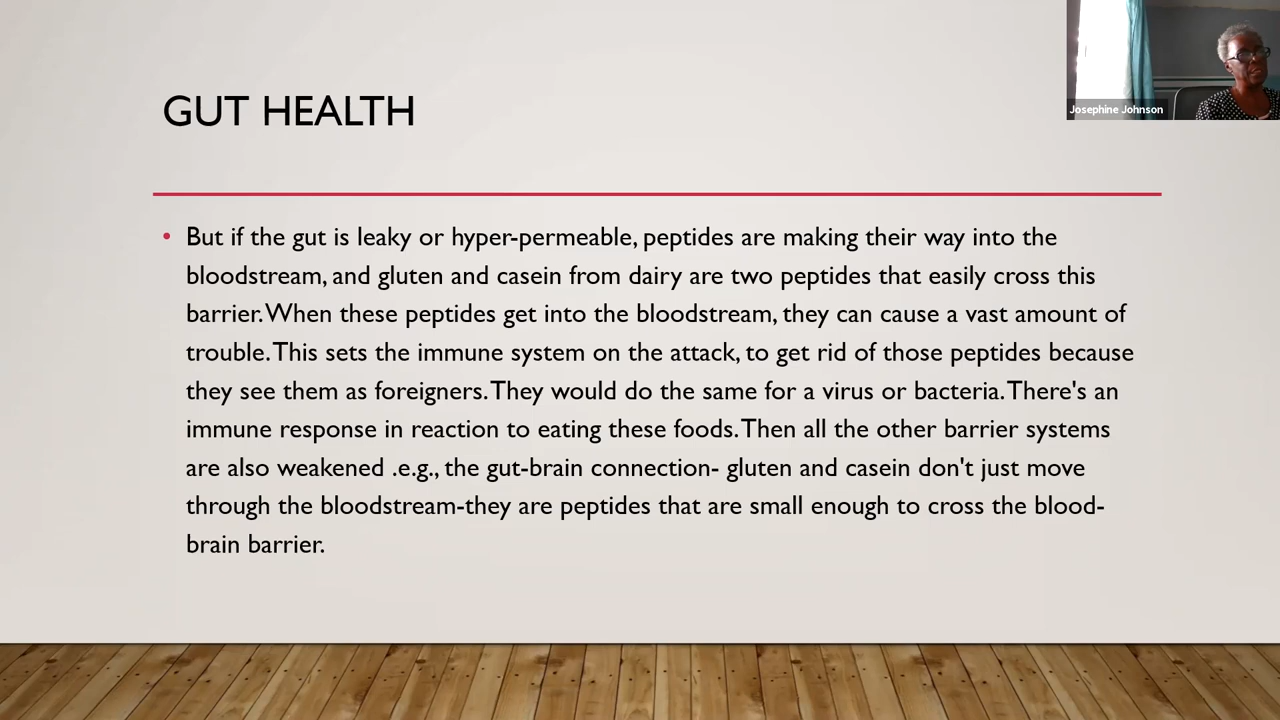 GUT HEALTH
Josephine Johnson
• But if the gut is leaky or hyper-permeable, peptides are making their way into the
bloodstream, and gluten and casein from dairy are two peptides that easily cross this
barrier. When these peptides get into the bloodstream, they can cause a vast amount of
trouble. This sets the immune system on the attack, to get rid of those peptides because
they see them as foreigners. They would do the same for a virus or bacteria. There's an
immune response in reaction to eating these foods. Then all the other barrier systems
are also weakened .e.g., the gut-brain connection- gluten and casein don't just move
through the bloodstream-they are peptides that are small enough to cross the blood-
brain barrier.